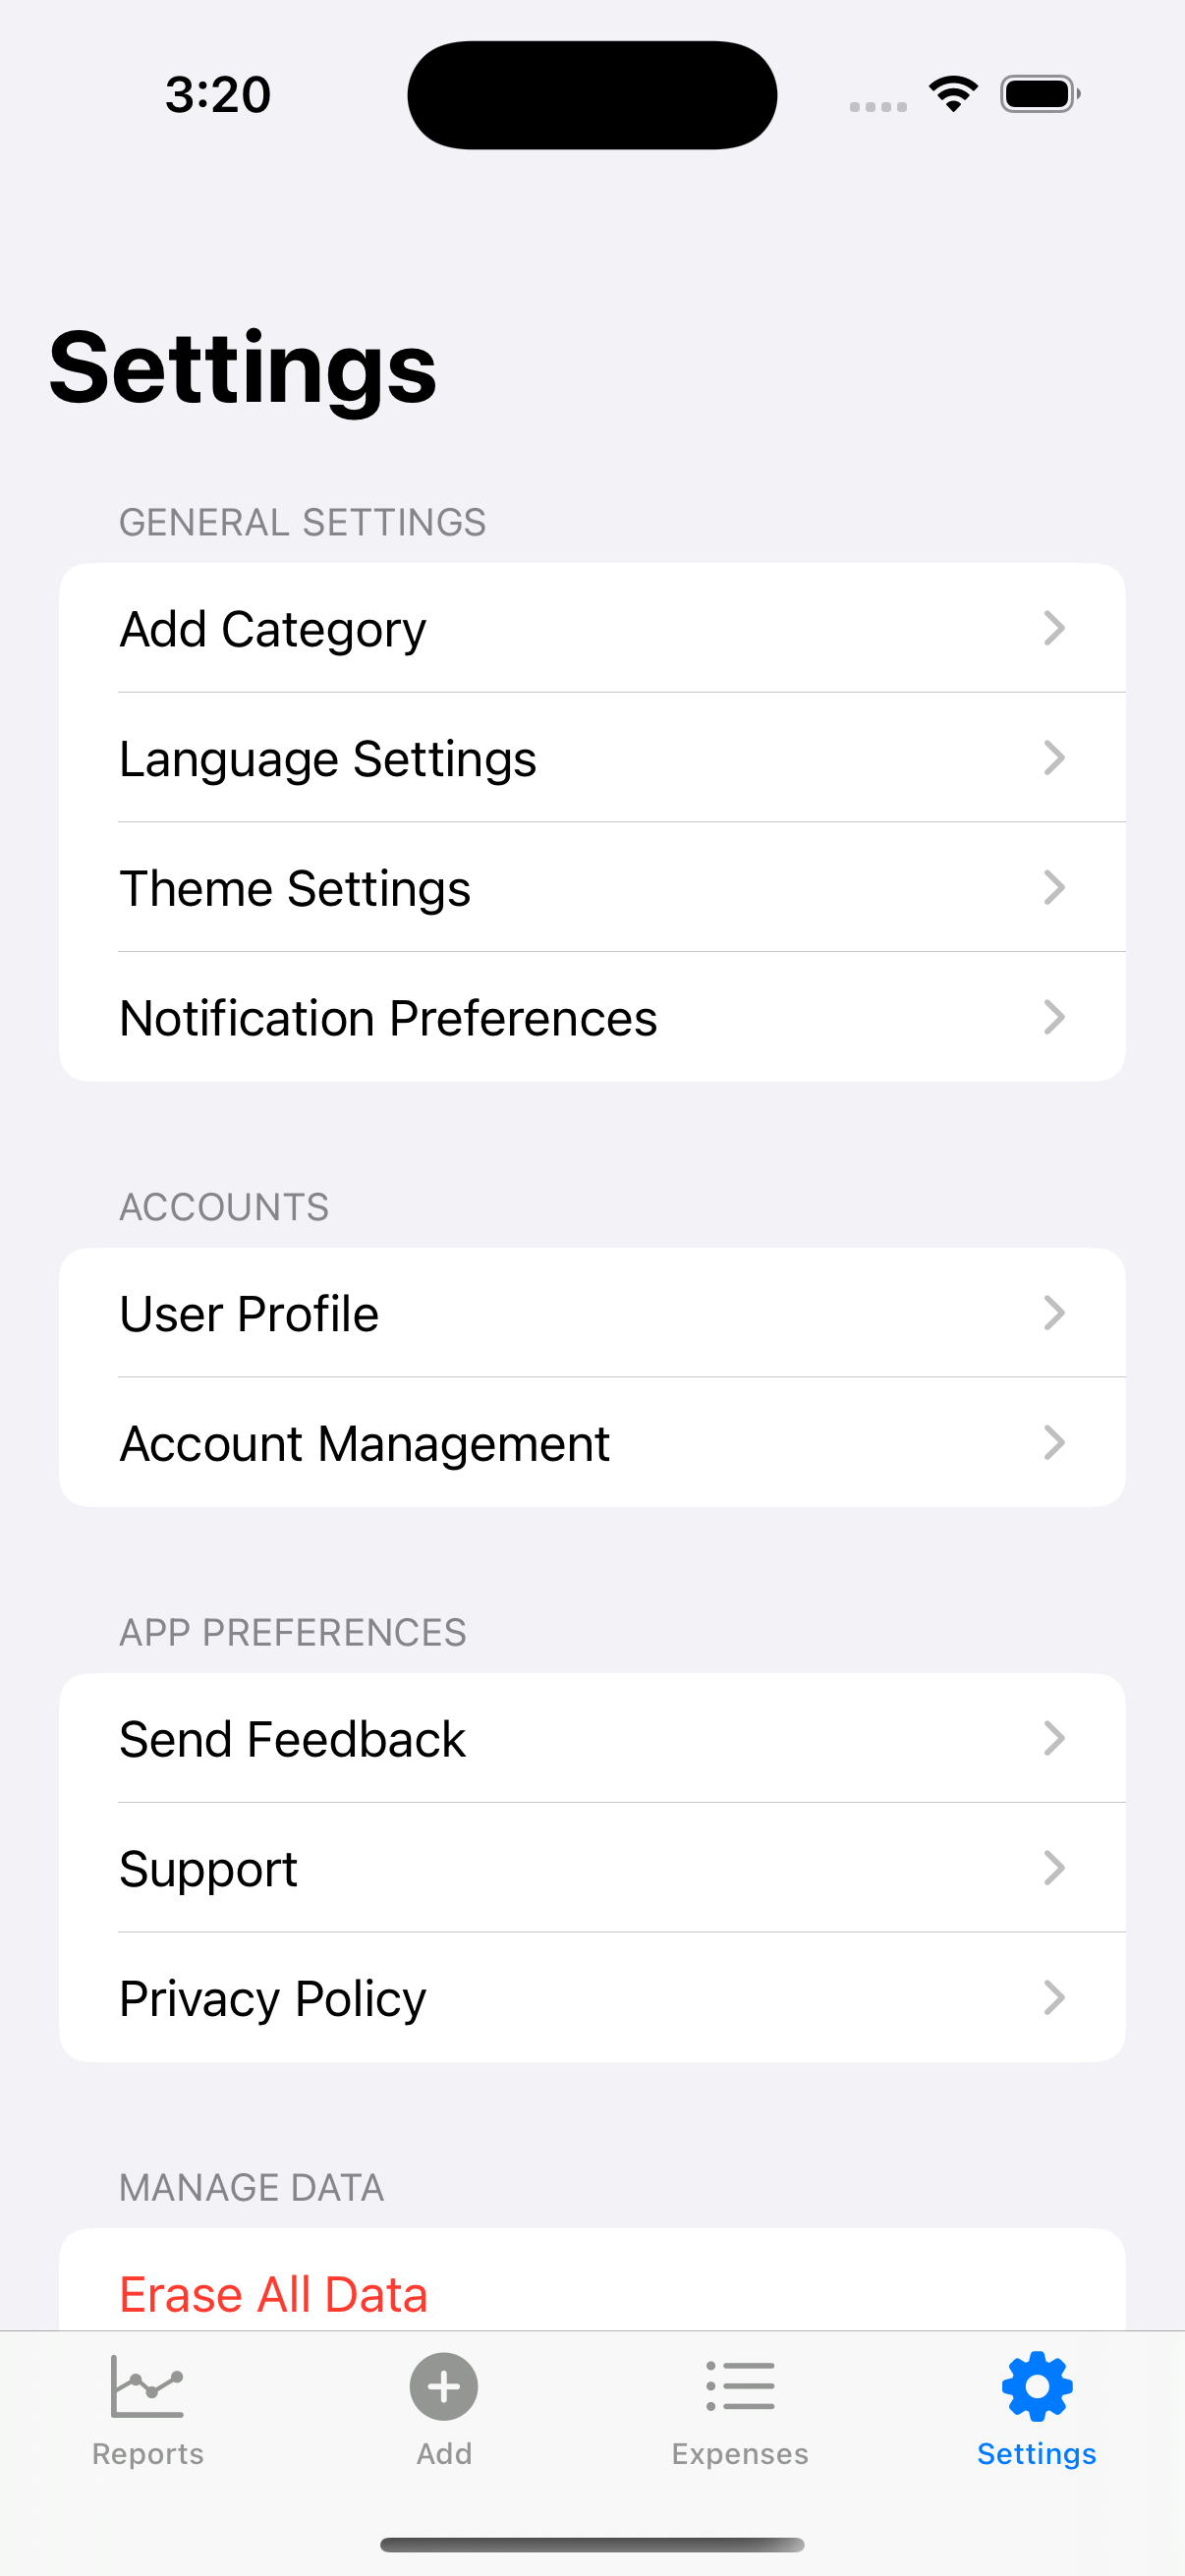 3:20
Settings
GENERAL SETTINGS
Add Category
Language Settings
Theme Settings
Notification Preferences
ACCOUNTS
User Profile
Account Management
APP PREFERENCES
Send Feedback
Support
Privacy Policy
MANAGE DATA
Erase All Data
Reports
Add
Expenses
Settings